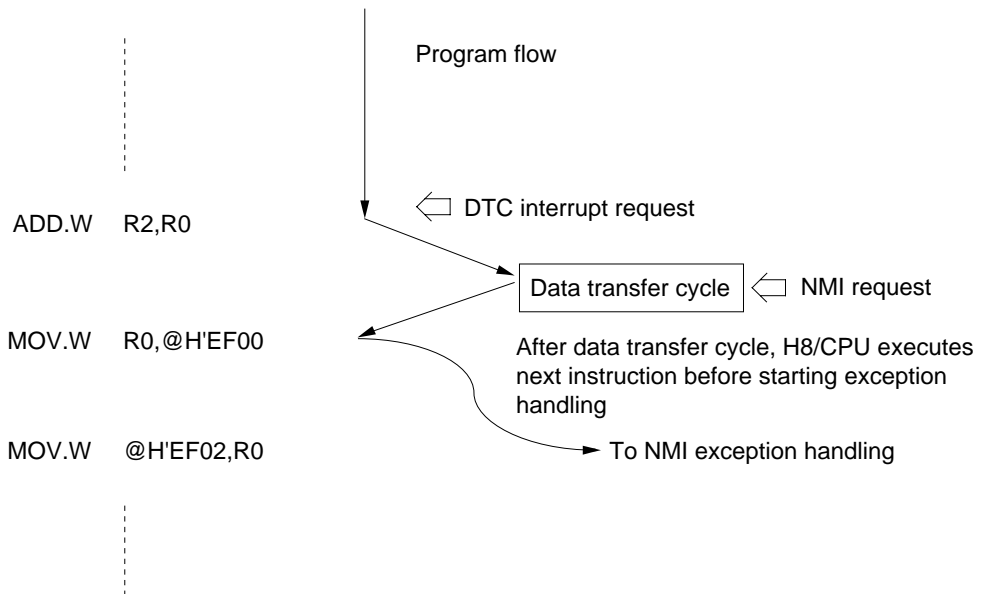 Program flow
DTC interrupt request
ADD.W R2,R0
Data transfer cycle
NMI request
MOV.W R0,@H'EF00
After data transfer cycle, H8/CPU executes
next instruction before starting exception
handling
MOV.W @H'EF02,R0
To NMI exception handling